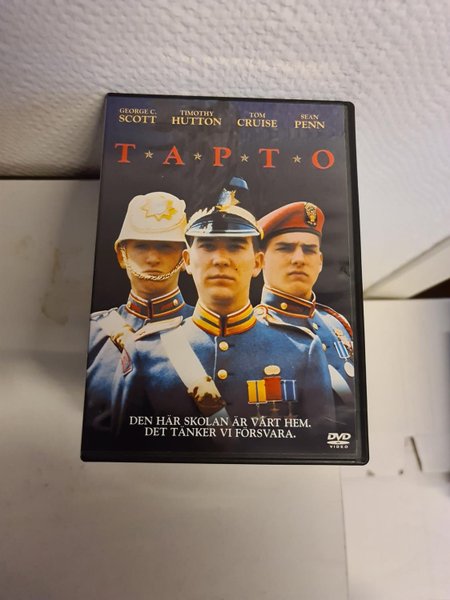 GEORGE C. SCOTT
TIMOTHY HUTTON
TOM CRUISE
SEAN PENN
T★A★P★T★O
DEN HÄR SKOLAN ÄR VÅRT HEM.
DET TÄNKER VI FÖRSVARA.
DVD
VIDEO